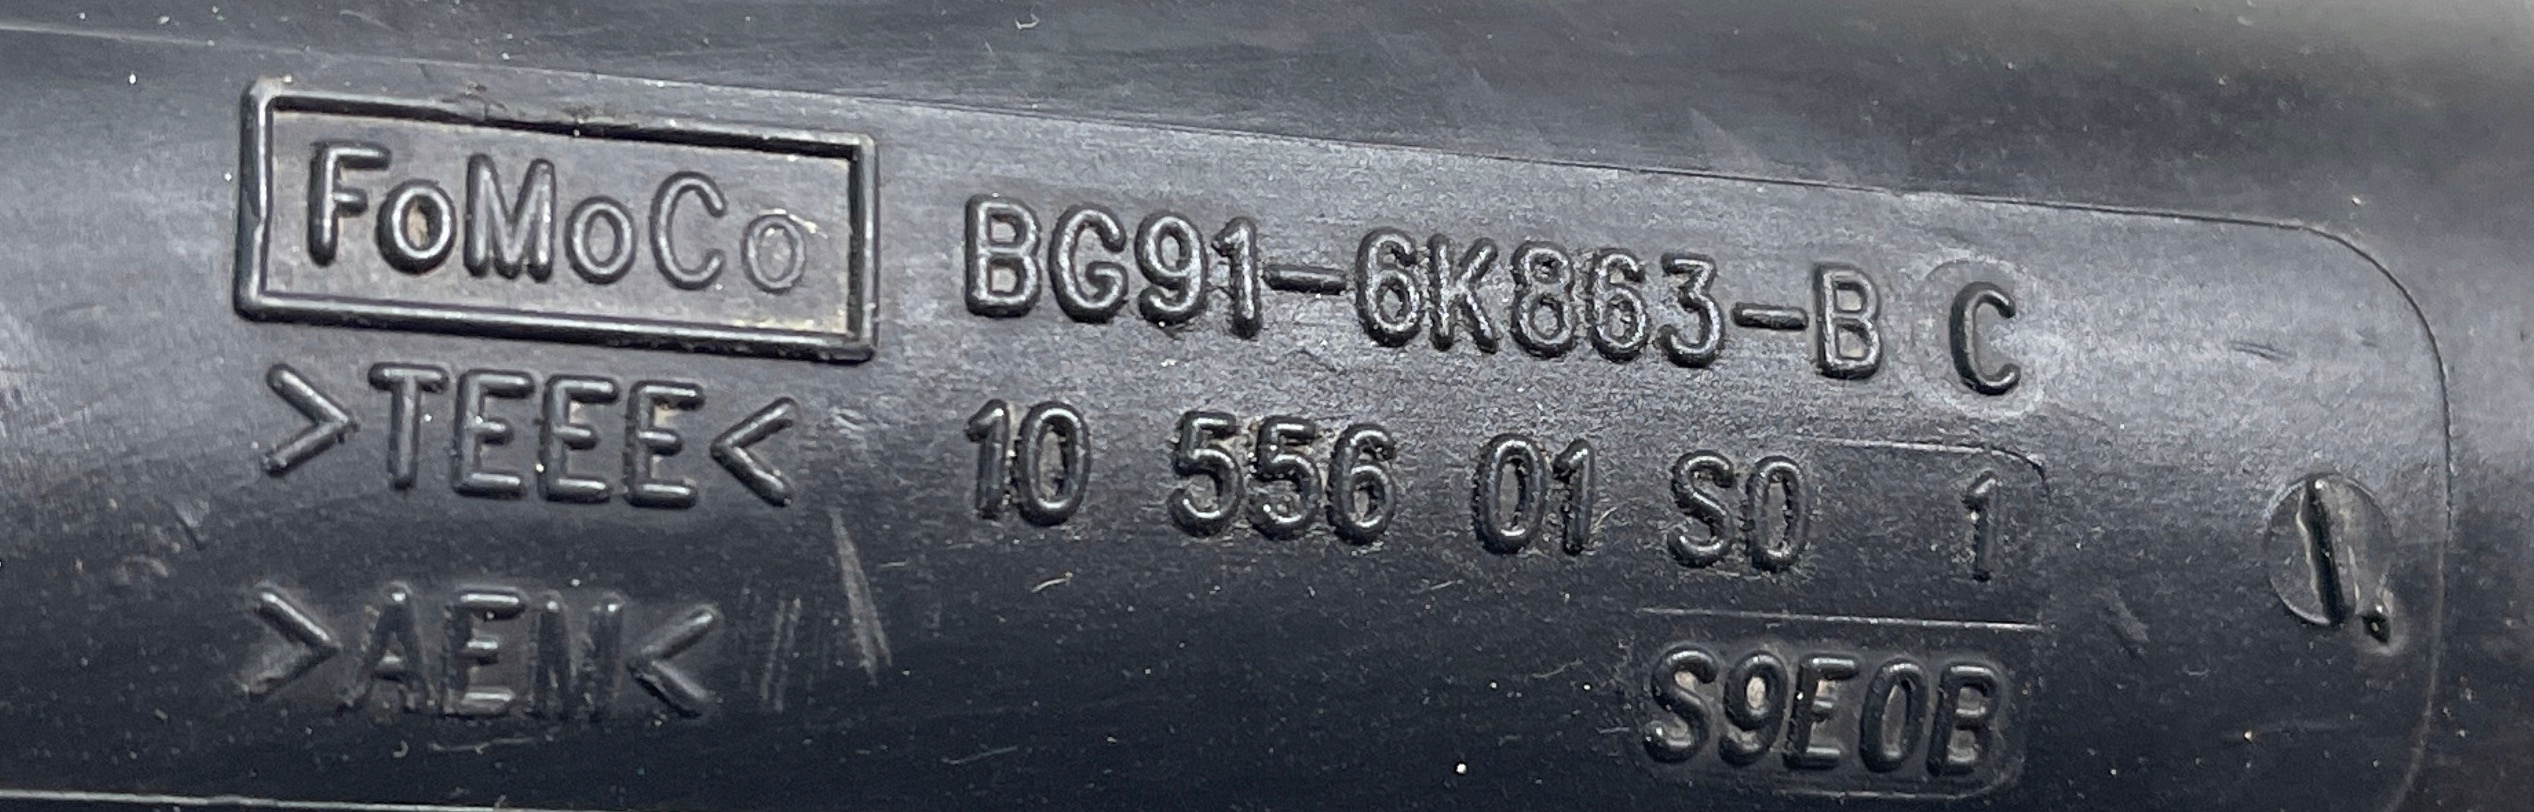 FoMoCo BG91-6K863-B C
>TEEE< 10 556 01 S0 1
>AEM< S9E0B